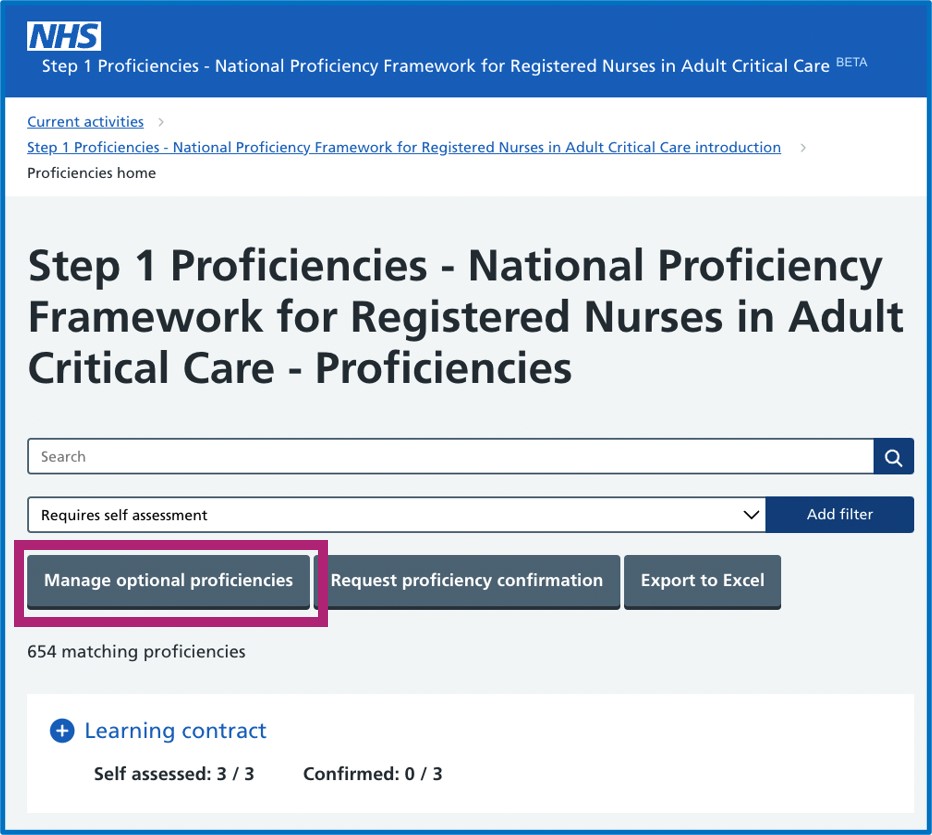 NHS
Step 1 Proficiencies - National Proficiency Framework for Registered Nurses in Adult Critical Care BETA
Current activities
Step 1 Proficiencies - National Proficiency Framework for Registered Nurses in Adult Critical Care introduction
Proficiencies home
Step 1 Proficiencies - National Proficiency
Framework for Registered Nurses in Adult
Critical Care - Proficiencies
Search
Requires self assessment Add filter
Manage optional proficiencies Request proficiency confirmation Export to Excel
654 matching proficiencies
Learning contract
Self assessed: 3 / 3 Confirmed: 0 / 3